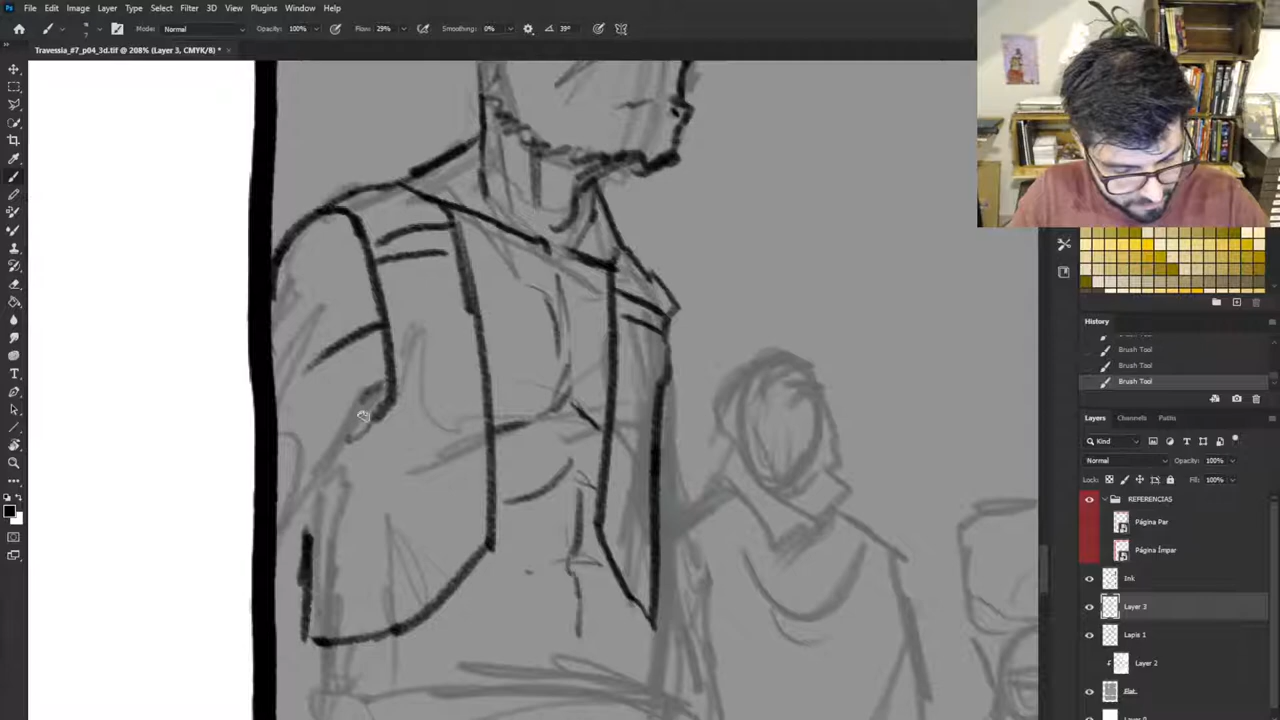 Ps File Edit Image Layer Type Select Filter 3D View Plugins Window Help
Mode: Normal Opacity: 100% Flow: 29% Smoothing: 0% 39°
Travessia_#7_p04_3d.tif @ 208% (Layer 3, CMYK/8) *
History
Brush Tool
Brush Tool
Brush Tool
Layers Channels Paths
Kind
Normal Opacity: 100%
Lock: Fill: 100%
REFERENCIAS
Página Par
Página Ímpar
Ink
Layer 3
Lapis 1
Layer 2
Flat